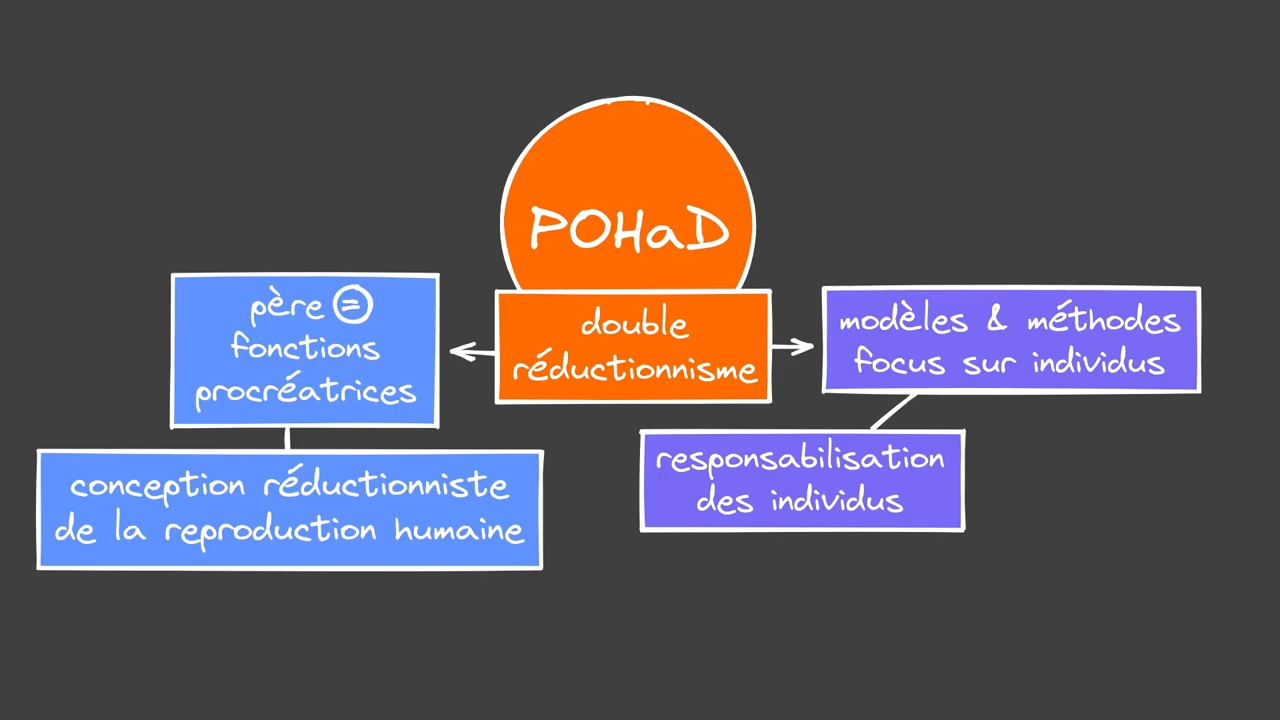 POHaD
double
réductionnisme
père =
fonctions
procréatrices
conception réductionniste
de la reproduction humaine
modèles & méthodes
focus sur individus
responsabilisation
des individus